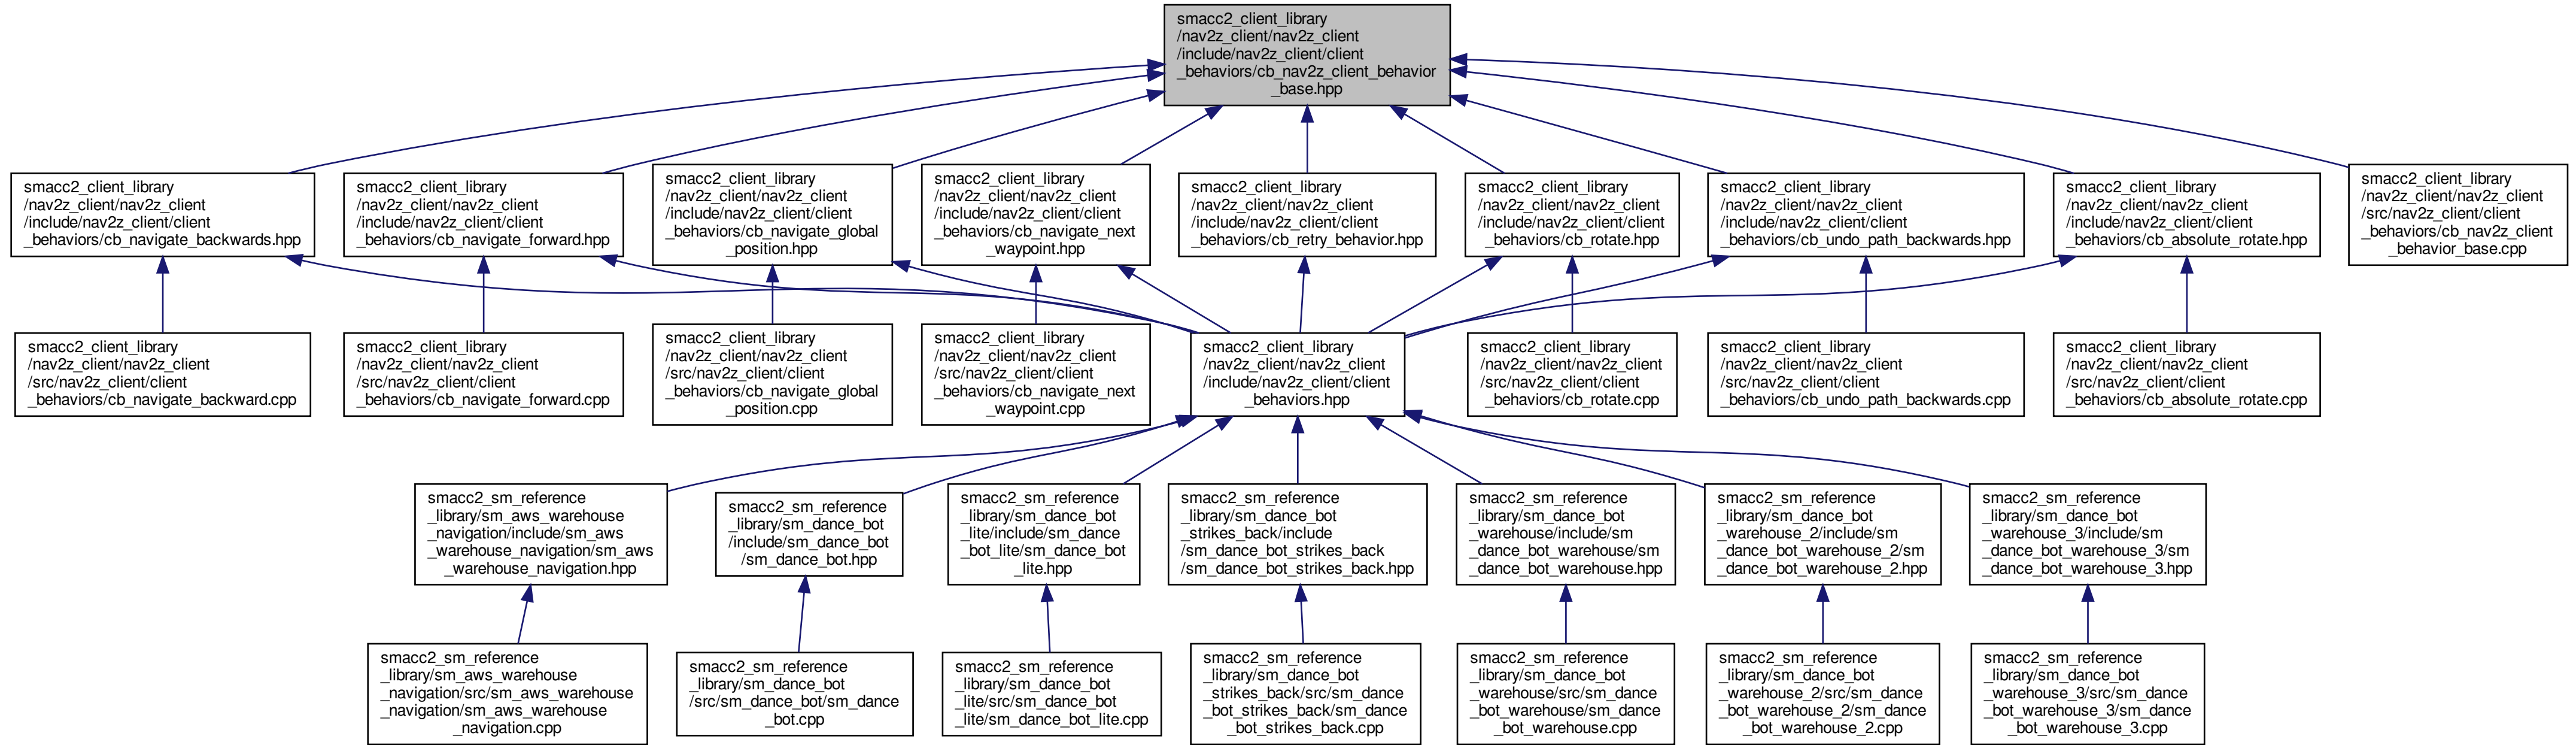 smacc2_client_library
/nav2z_client/nav2z_client
/include/nav2z_client/client
_behaviors/cb_nav2z_client_behavior
_base.hpp
smacc2_client_library
/nav2z_client/nav2z_client
/include/nav2z_client/client
_behaviors/cb_navigate_backwards.hpp
smacc2_client_library
/nav2z_client/nav2z_client
/include/nav2z_client/client
_behaviors/cb_navigate_forward.hpp
smacc2_client_library
/nav2z_client/nav2z_client
/include/nav2z_client/client
_behaviors/cb_navigate_global
_position.hpp
smacc2_client_library
/nav2z_client/nav2z_client
/include/nav2z_client/client
_behaviors/cb_navigate_next
_waypoint.hpp
smacc2_client_library
/nav2z_client/nav2z_client
/include/nav2z_client/client
_behaviors/cb_retry_behavior.hpp
smacc2_client_library
/nav2z_client/nav2z_client
/include/nav2z_client/client
_behaviors/cb_rotate.hpp
smacc2_client_library
/nav2z_client/nav2z_client
/include/nav2z_client/client
_behaviors/cb_undo_path_backwards.hpp
smacc2_client_library
/nav2z_client/nav2z_client
/include/nav2z_client/client
_behaviors/cb_absolute_rotate.hpp
smacc2_client_library
/nav2z_client/nav2z_client
/src/nav2z_client/client
_behaviors/cb_nav2z_client
_behavior_base.cpp
smacc2_client_library
/nav2z_client/nav2z_client
/src/nav2z_client/client
_behaviors/cb_navigate_backward.cpp
smacc2_client_library
/nav2z_client/nav2z_client
/src/nav2z_client/client
_behaviors/cb_navigate_forward.cpp
smacc2_client_library
/nav2z_client/nav2z_client
/src/nav2z_client/client
_behaviors/cb_navigate_global
_position.cpp
smacc2_client_library
/nav2z_client/nav2z_client
/src/nav2z_client/client
_behaviors/cb_navigate_next
_waypoint.cpp
smacc2_client_library
/nav2z_client/nav2z_client
/include/nav2z_client/client
_behaviors.hpp
smacc2_client_library
/nav2z_client/nav2z_client
/src/nav2z_client/client
_behaviors/cb_rotate.cpp
smacc2_client_library
/nav2z_client/nav2z_client
/src/nav2z_client/client
_behaviors/cb_undo_path_backwards.cpp
smacc2_client_library
/nav2z_client/nav2z_client
/src/nav2z_client/client
_behaviors/cb_absolute_rotate.cpp
smacc2_sm_reference
_library/sm_aws_warehouse
_navigation/include/sm_aws
_warehouse_navigation/sm_aws
_warehouse_navigation.hpp
smacc2_sm_reference
_library/sm_dance_bot
/include/sm_dance_bot
/sm_dance_bot.hpp
smacc2_sm_reference
_library/sm_dance_bot
_lite/include/sm_dance
_bot_lite/sm_dance_bot
_lite.hpp
smacc2_sm_reference
_library/sm_dance_bot
_strikes_back/include
/sm_dance_bot_strikes_back
/sm_dance_bot_strikes_back.hpp
smacc2_sm_reference
_library/sm_dance_bot
_warehouse/include/sm
_dance_bot_warehouse/sm
_dance_bot_warehouse.hpp
smacc2_sm_reference
_library/sm_dance_bot
_warehouse_2/include/sm
_dance_bot_warehouse_2/sm
_dance_bot_warehouse_2.hpp
smacc2_sm_reference
_library/sm_dance_bot
_warehouse_3/include/sm
_dance_bot_warehouse_3/sm
_dance_bot_warehouse_3.hpp
smacc2_sm_reference
_library/sm_aws_warehouse
_navigation/src/sm_aws_warehouse
_navigation/sm_aws_warehouse
_navigation.cpp
smacc2_sm_reference
_library/sm_dance_bot
/src/sm_dance_bot/sm_dance
_bot.cpp
smacc2_sm_reference
_library/sm_dance_bot
_lite/src/sm_dance_bot
_lite/sm_dance_bot_lite.cpp
smacc2_sm_reference
_library/sm_dance_bot
_strikes_back/src/sm_dance
_bot_strikes_back/sm_dance
_bot_strikes_back.cpp
smacc2_sm_reference
_library/sm_dance_bot
_warehouse/src/sm_dance
_bot_warehouse/sm_dance
_bot_warehouse.cpp
smacc2_sm_reference
_library/sm_dance_bot
_warehouse_2/src/sm_dance
_bot_warehouse_2/sm_dance
_bot_warehouse_2.cpp
smacc2_sm_reference
_library/sm_dance_bot
_warehouse_3/src/sm_dance
_bot_warehouse_3/sm_dance
_bot_warehouse_3.cpp